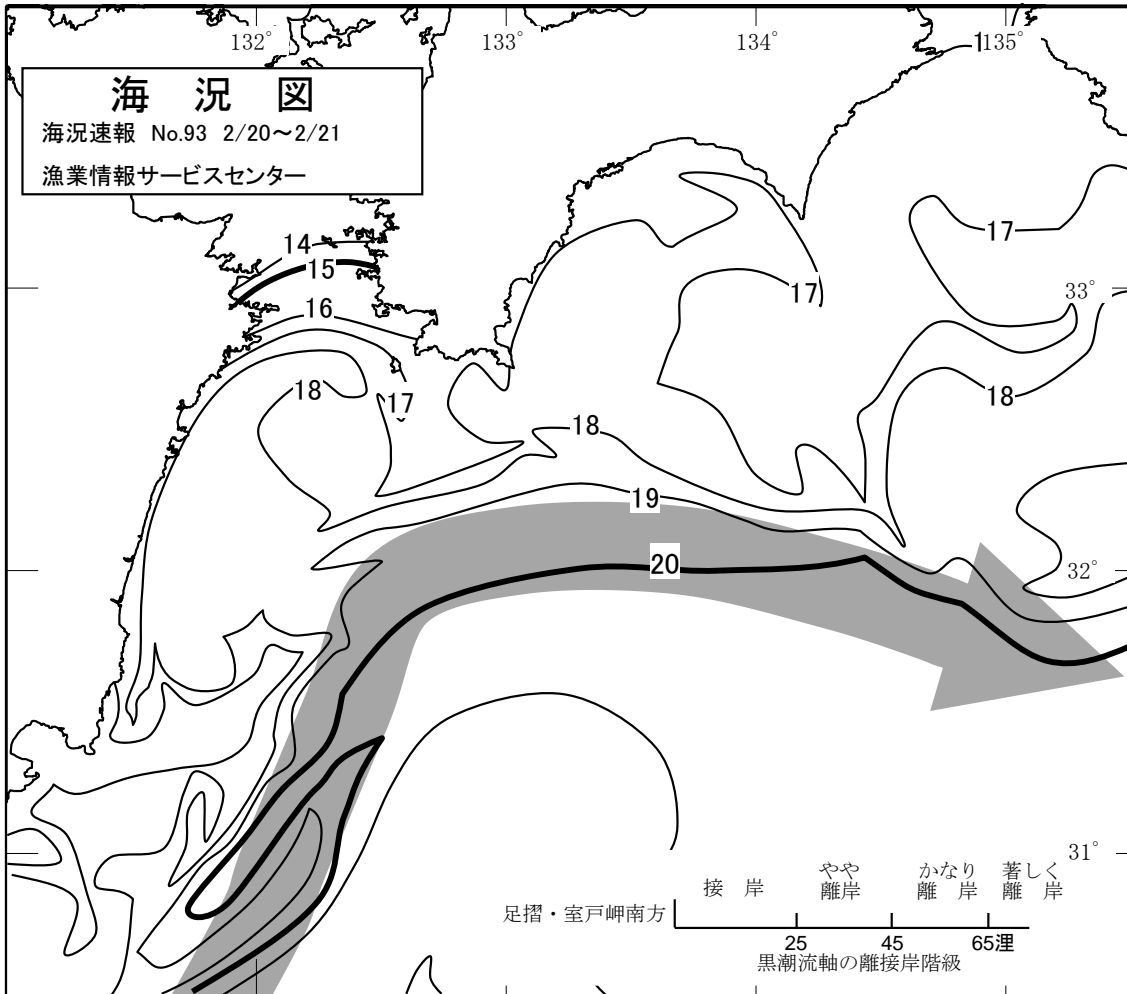 132° 133° 134° 1 135°
海 況 図
海況速報 No.93 2/20～2/21
漁業情報サービスセンター
14
15
16
17
17
33°
17
18
18
18
19
20
32°
31°
接 岸 やや 離岸 かなり 離 岸 著しく 離 岸
足摺・室戸岬南方
25 45 65浬
黒潮流軸の離接岸階級